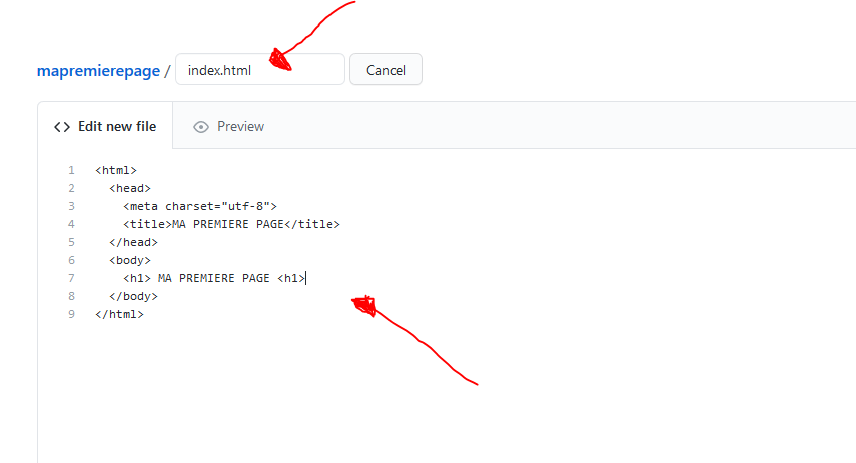 mapremierepage / index.html Cancel
<> Edit new file Preview
1 <html>
2 <head>
3 <meta charset="utf-8">
4 <title>MA PREMIERE PAGE</title>
5 </head>
6 <body>
7 <h1> MA PREMIERE PAGE <h1>
8 </body>
9 </html>